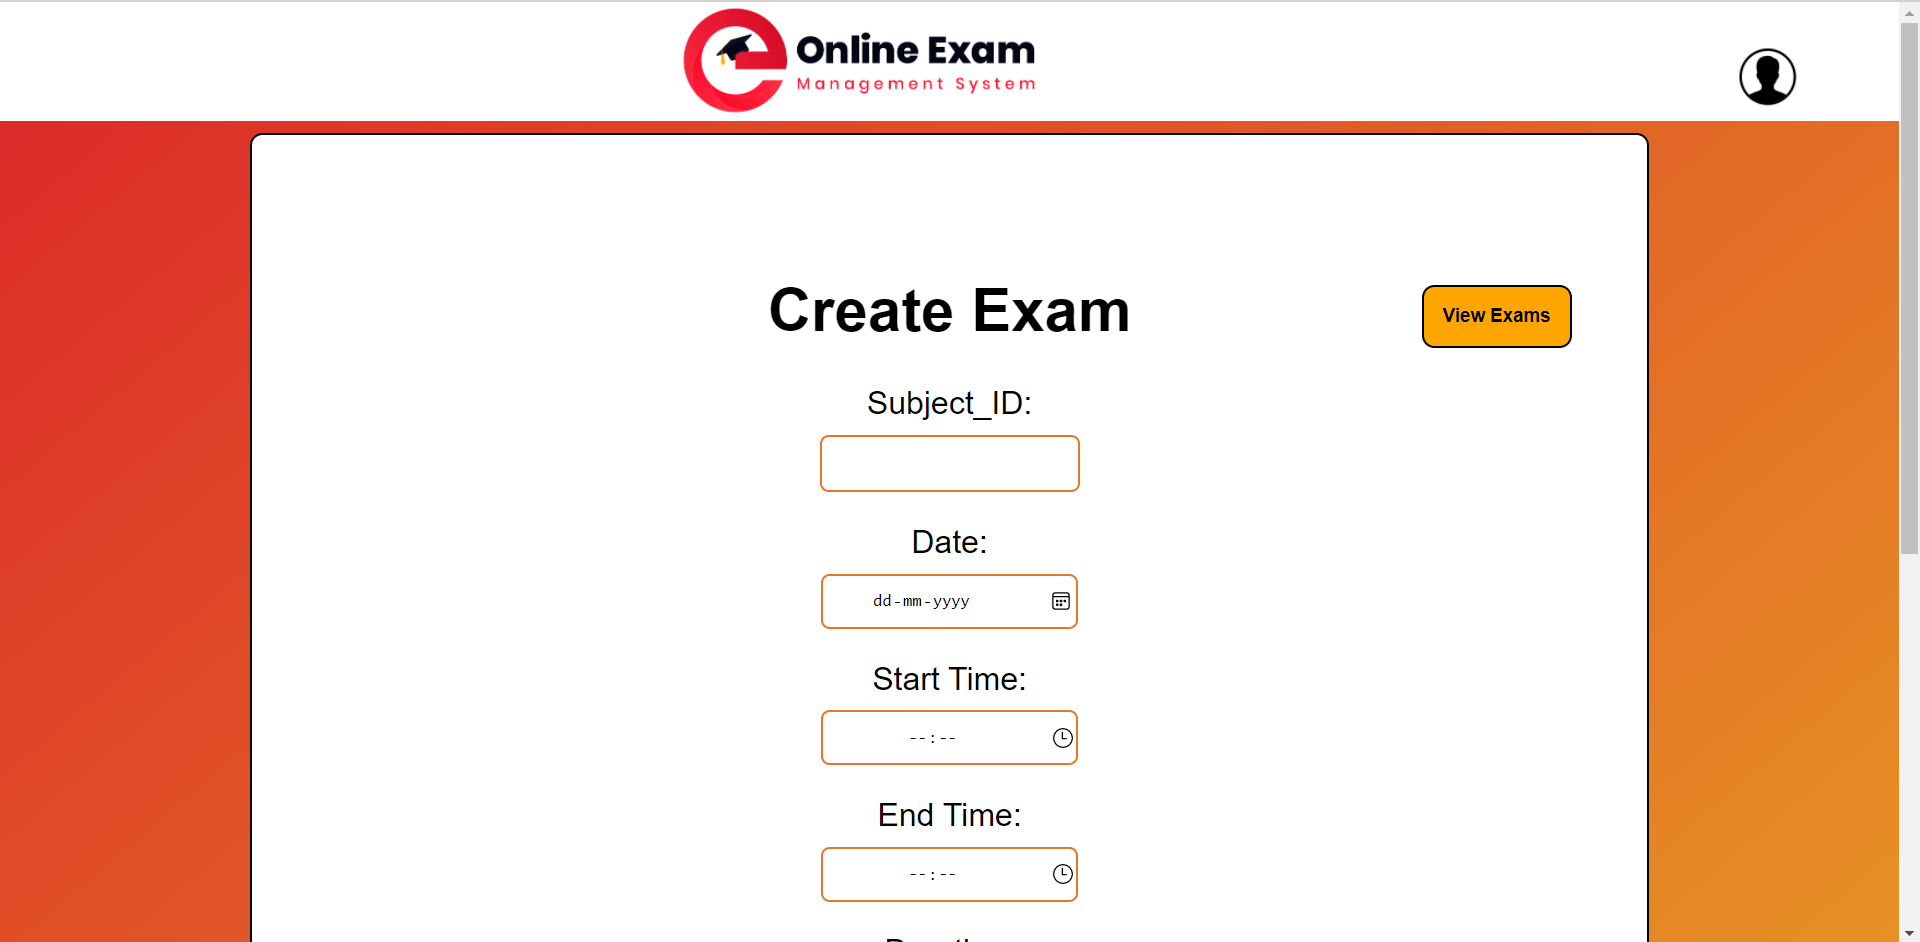 Online Exam
Management System
Create Exam
View Exams
Subject_ID:
Date:
dd-mm-yyyy
Start Time:
--:--
End Time:
--:--